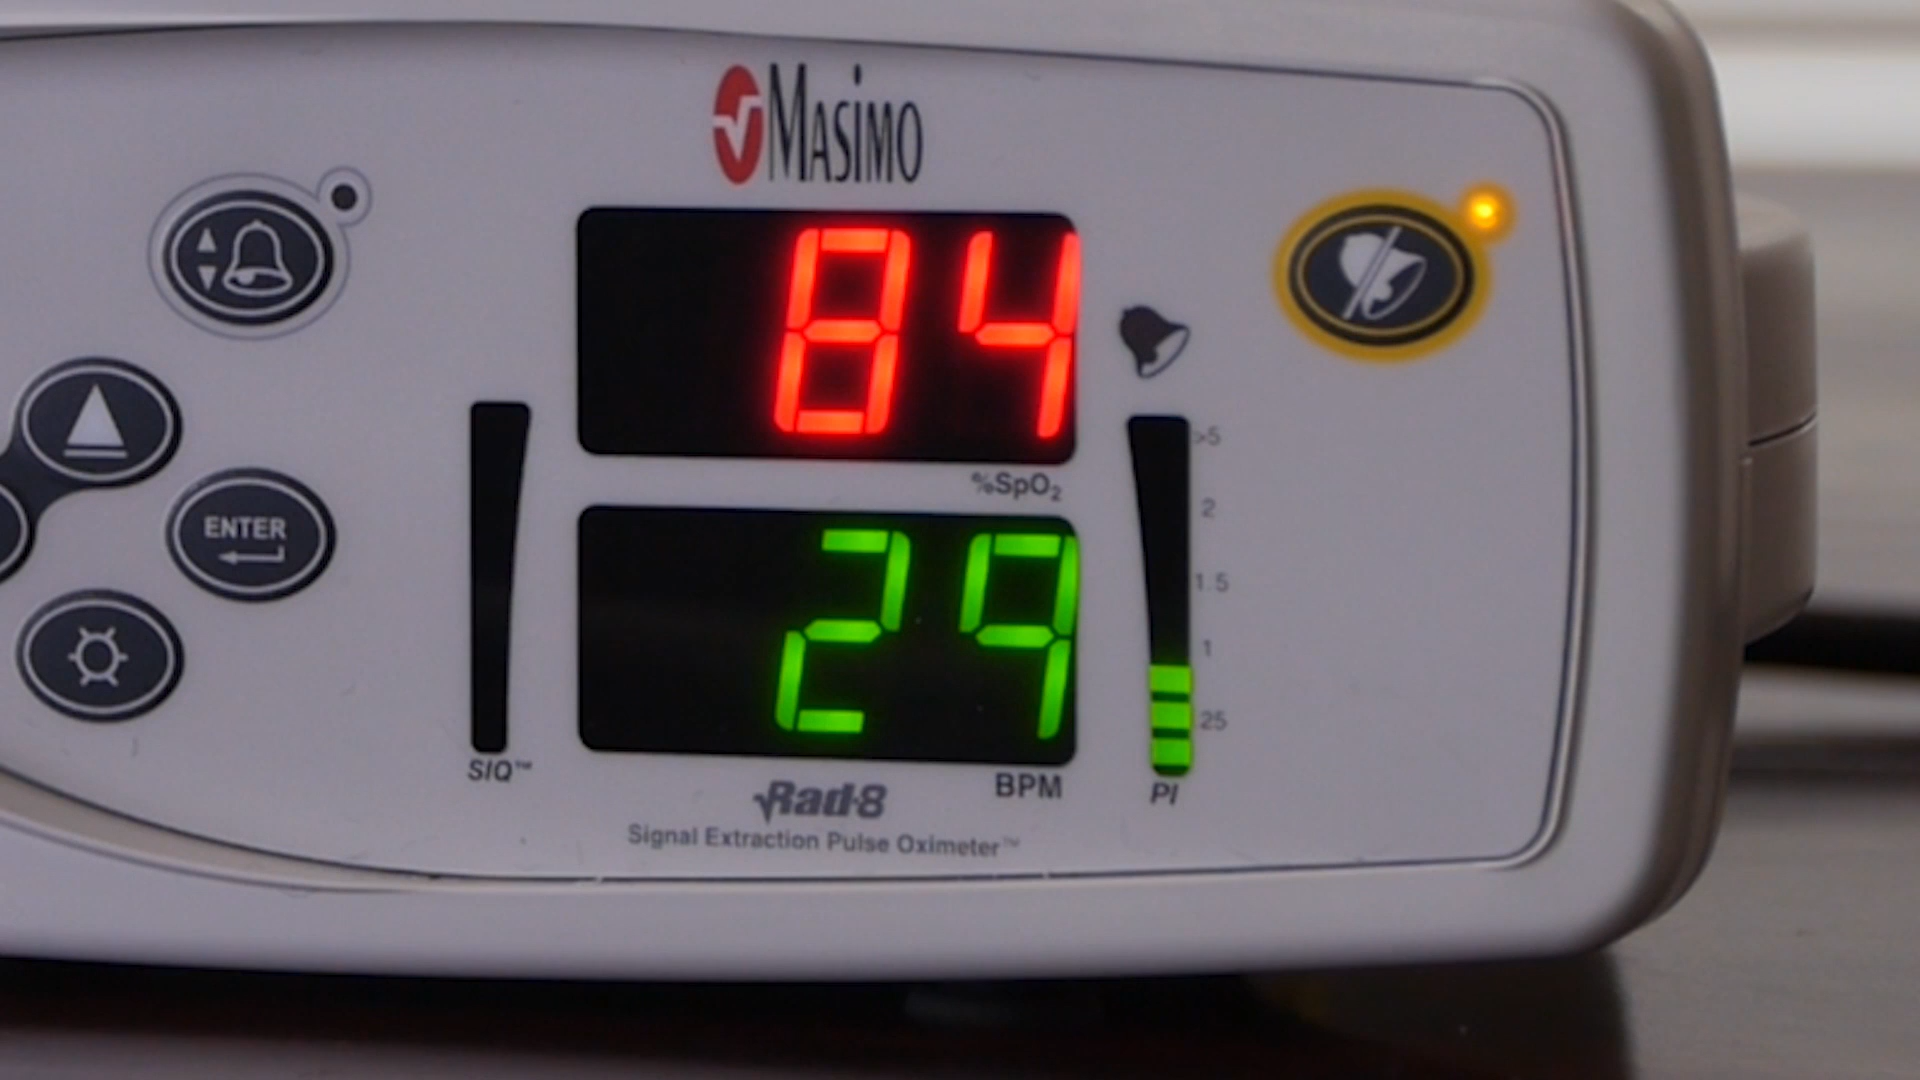 Masimo
84
%SpO₂
ENTER
29
>5
2
1.5
1
25
SIQ™
BPM
PI
Rad-8
Signal Extraction Pulse Oximeter™